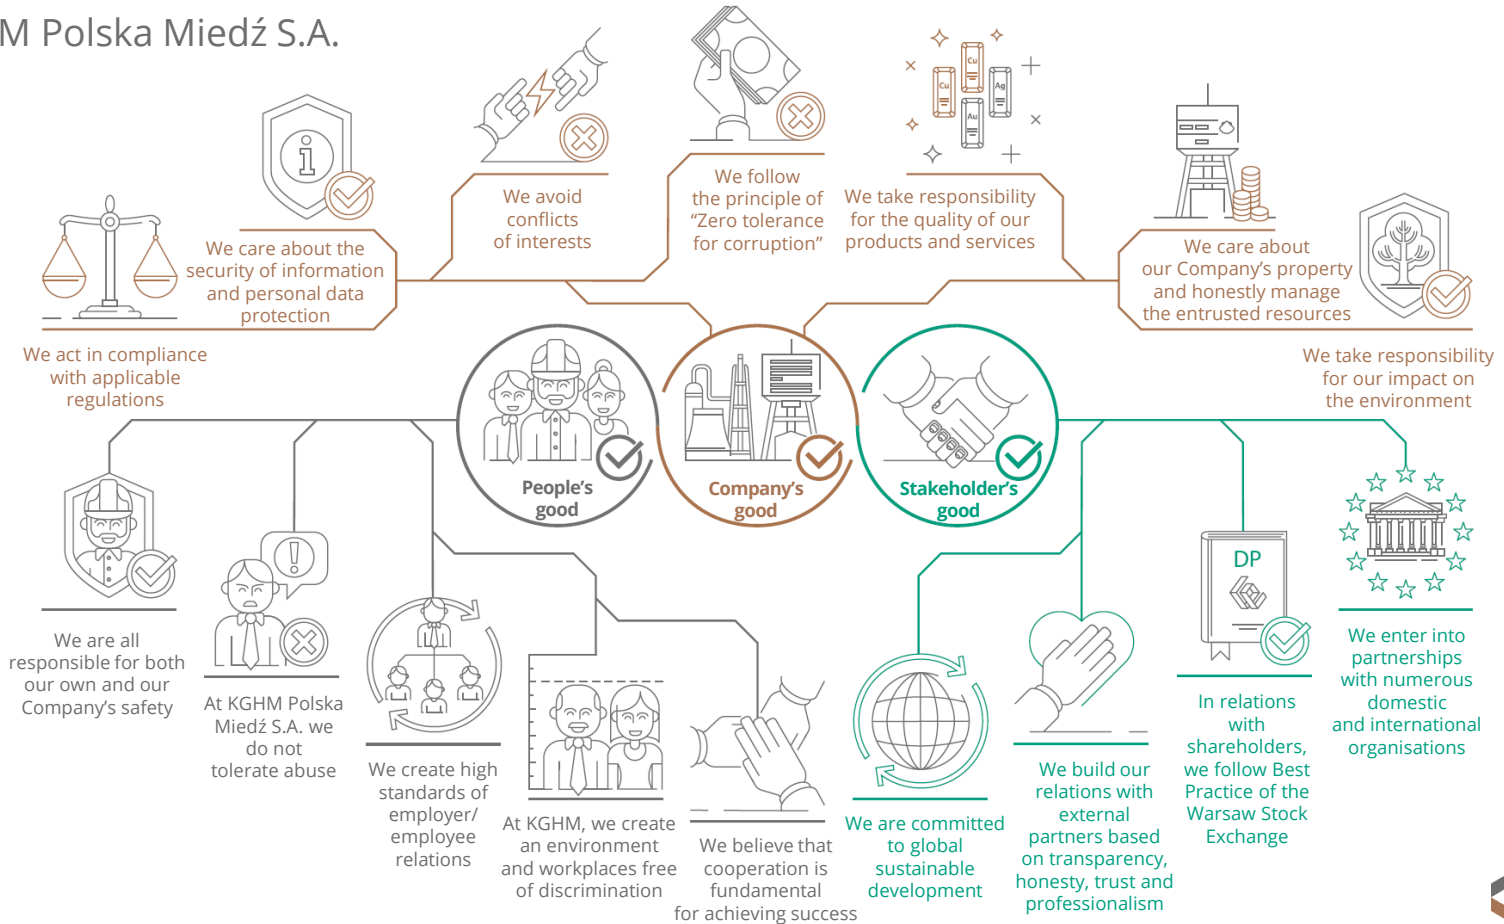 M Polska Miedź S.A.
Cu
Cu
Ag
Au
i
We avoid
conflicts
of interests
We follow
the principle of
“Zero tolerance
for corruption”
We take responsibility
for the quality of our
products and services
We care about the
security of information
and personal data
protection
We care about
our Company’s property
and honestly manage
the entrusted resources
We act in compliance
with applicable
regulations
We take responsibility
for our impact on
the environment
People’s
good
Company’s
good
Stakeholder’s
good
!
DP
We are all
responsible for both
our own and our
Company’s safety
At KGHM Polska
Miedź S.A. we
do not
tolerate abuse
We create high
standards of
employer/
employee
relations
At KGHM, we create
an environment
and workplaces free
of discrimination
We believe that
cooperation is
fundamental
for achieving success
We are committed
to global
sustainable
development
We build our
relations with
external
partners based
on transparency,
honesty, trust and
professionalism
In relations
with
shareholders,
we follow Best
Practice of the
Warsaw Stock
Exchange
We enter into
partnerships
with numerous
domestic
and international
organisations